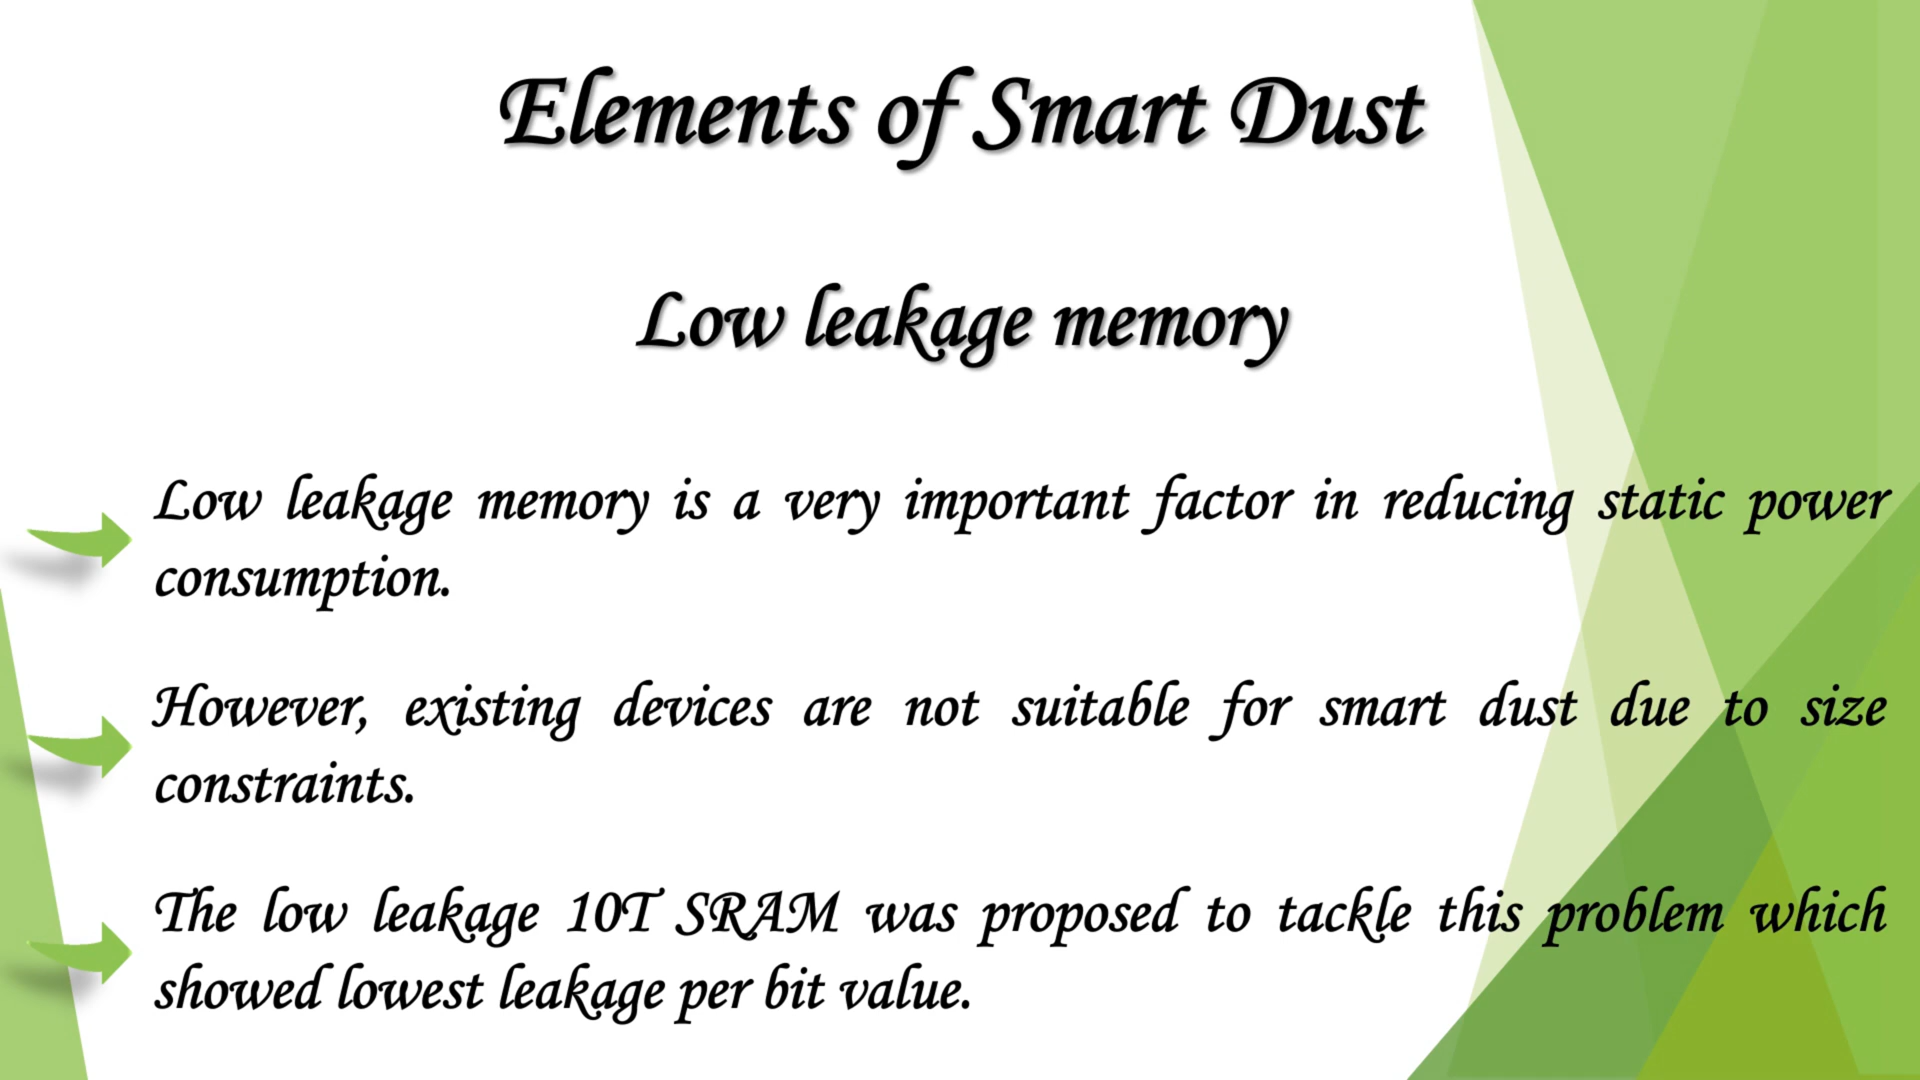 Elements of Smart Dust
Low leakage memory
Low leakage memory is a very important factor in reducing static power
consumption.
However, existing devices are not suitable for smart dust due to size
constraints.
The low leakage 10T SRAM was proposed to tackle this problem which
showed lowest leakage per bit value.